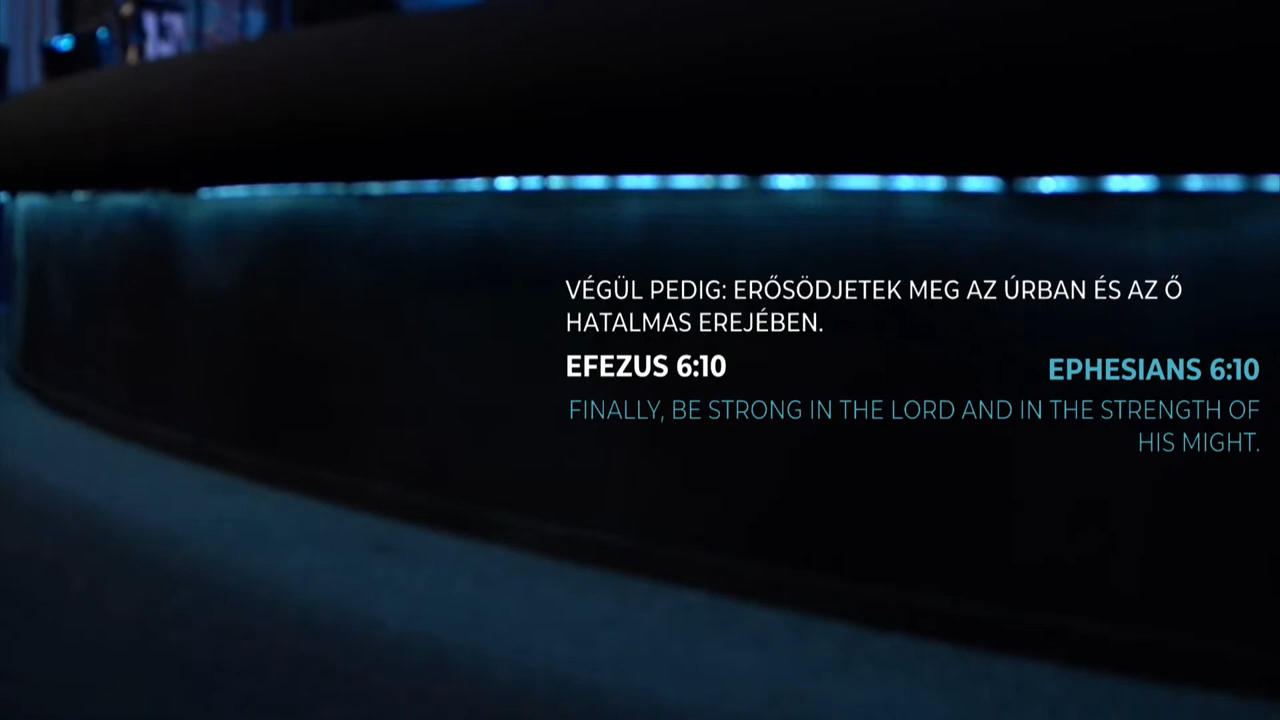 VÉGÜL PEDIG: ERŐSÖDJETEK MEG AZ ÚRBAN ÉS AZ Ő
HATALMAS EREJÉBEN.
EFEZUS 6:10
EPHESIANS 6:10
FINALLY, BE STRONG IN THE LORD AND IN THE STRENGTH OF
HIS MIGHT.